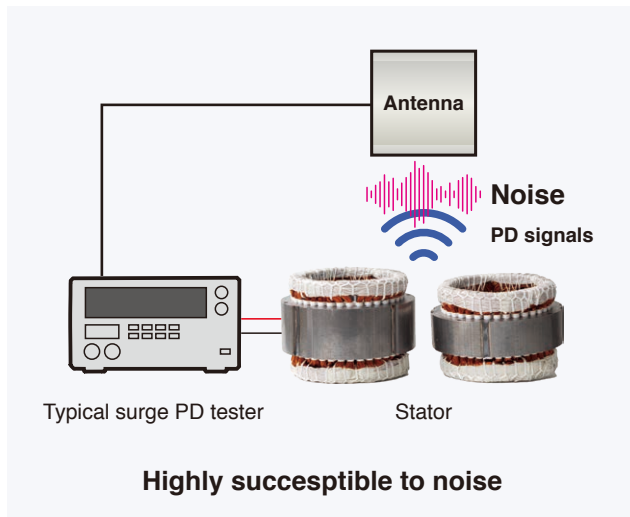 Antenna
Noise
PD signals
Typical surge PD tester
Stator
Highly succesptible to noise